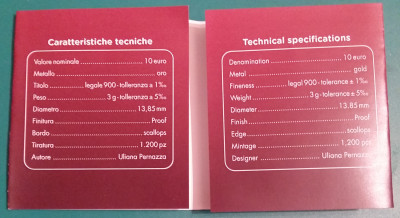 Caratteristiche tecniche
Valore nominale ........ 10 euro
Metallo ........ oro
Titolo ........ legale 900 - tolleranza ± 1‰
Peso ........ 3 g - tolleranza ± 5‰
Diametro ........ 13,85 mm
Finitura ........ Proof
Bordo ........ scallops
Tiratura ........ 1.200 pz
Autore ........ Uliana Pernazza
Technical specifications
Denomination ........ 10 euro
Metal ........ gold
Fineness ........ legal 900 - tolerance ± 1‰
Weight ........ 3 g - tolerance ± 5‰
Diameter ........ 13.85 mm
Finish ........ Proof
Edge ........ scallops
Mintage ........ 1,200 pcs
Designer ........ Uliana Pernazza